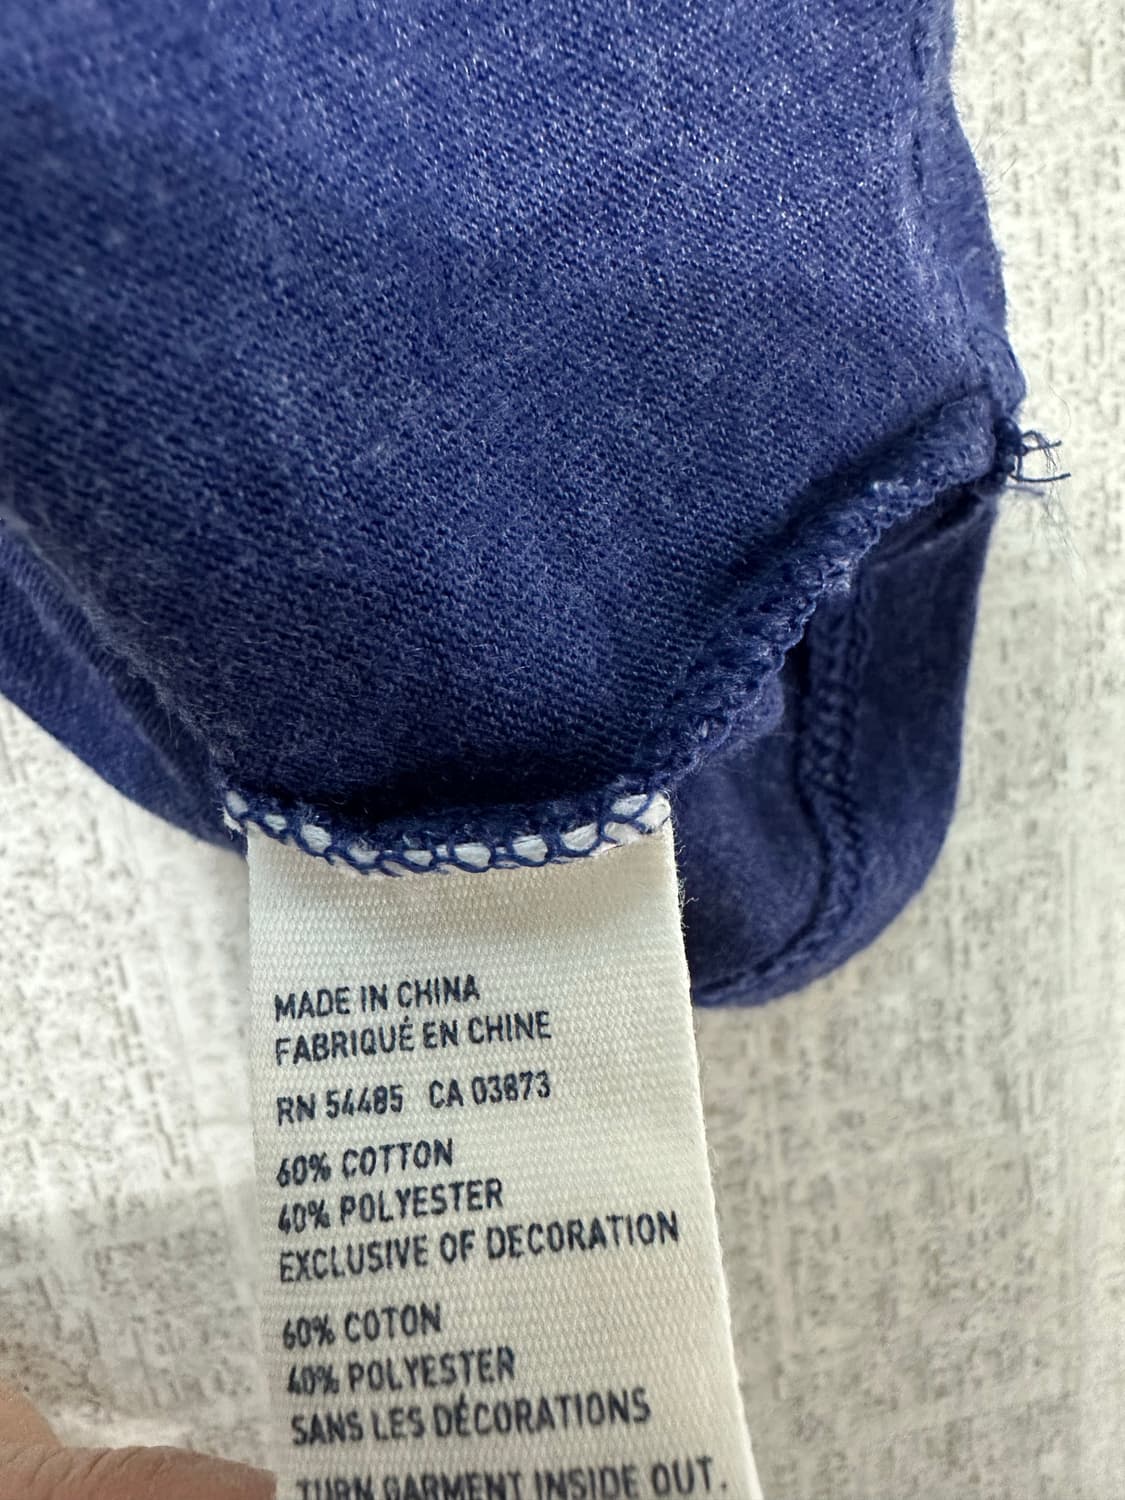 MADE IN CHINA
FABRIQUÉ EN CHINE
RN 54485 CA 03873
60% COTTON
40% POLYESTER
EXCLUSIVE OF DECORATION
60% COTON
40% POLYESTER
SANS LES DÉCORATIONS
TURN GARMENT INSIDE OUT.